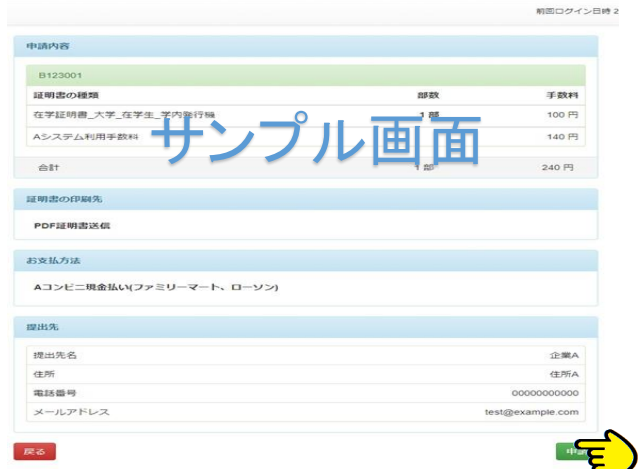 前回ログイン日時 2
申請内容
B123001
証明書の種類 部数 手数料
在学証明書_大学_在学生_学内発行機 1 部 100 円
Aシステム利用手数料 140 円
サンプル画面
合計 1 部 240 円
証明書の印刷先
PDF証明書送信
お支払方法
Aコンビニ現金払い(ファミリーマート、ローソン)
提出先
提出先名 企業A
住所 住所A
電話番号 00000000000
メールアドレス test@example.com
戻る 申請